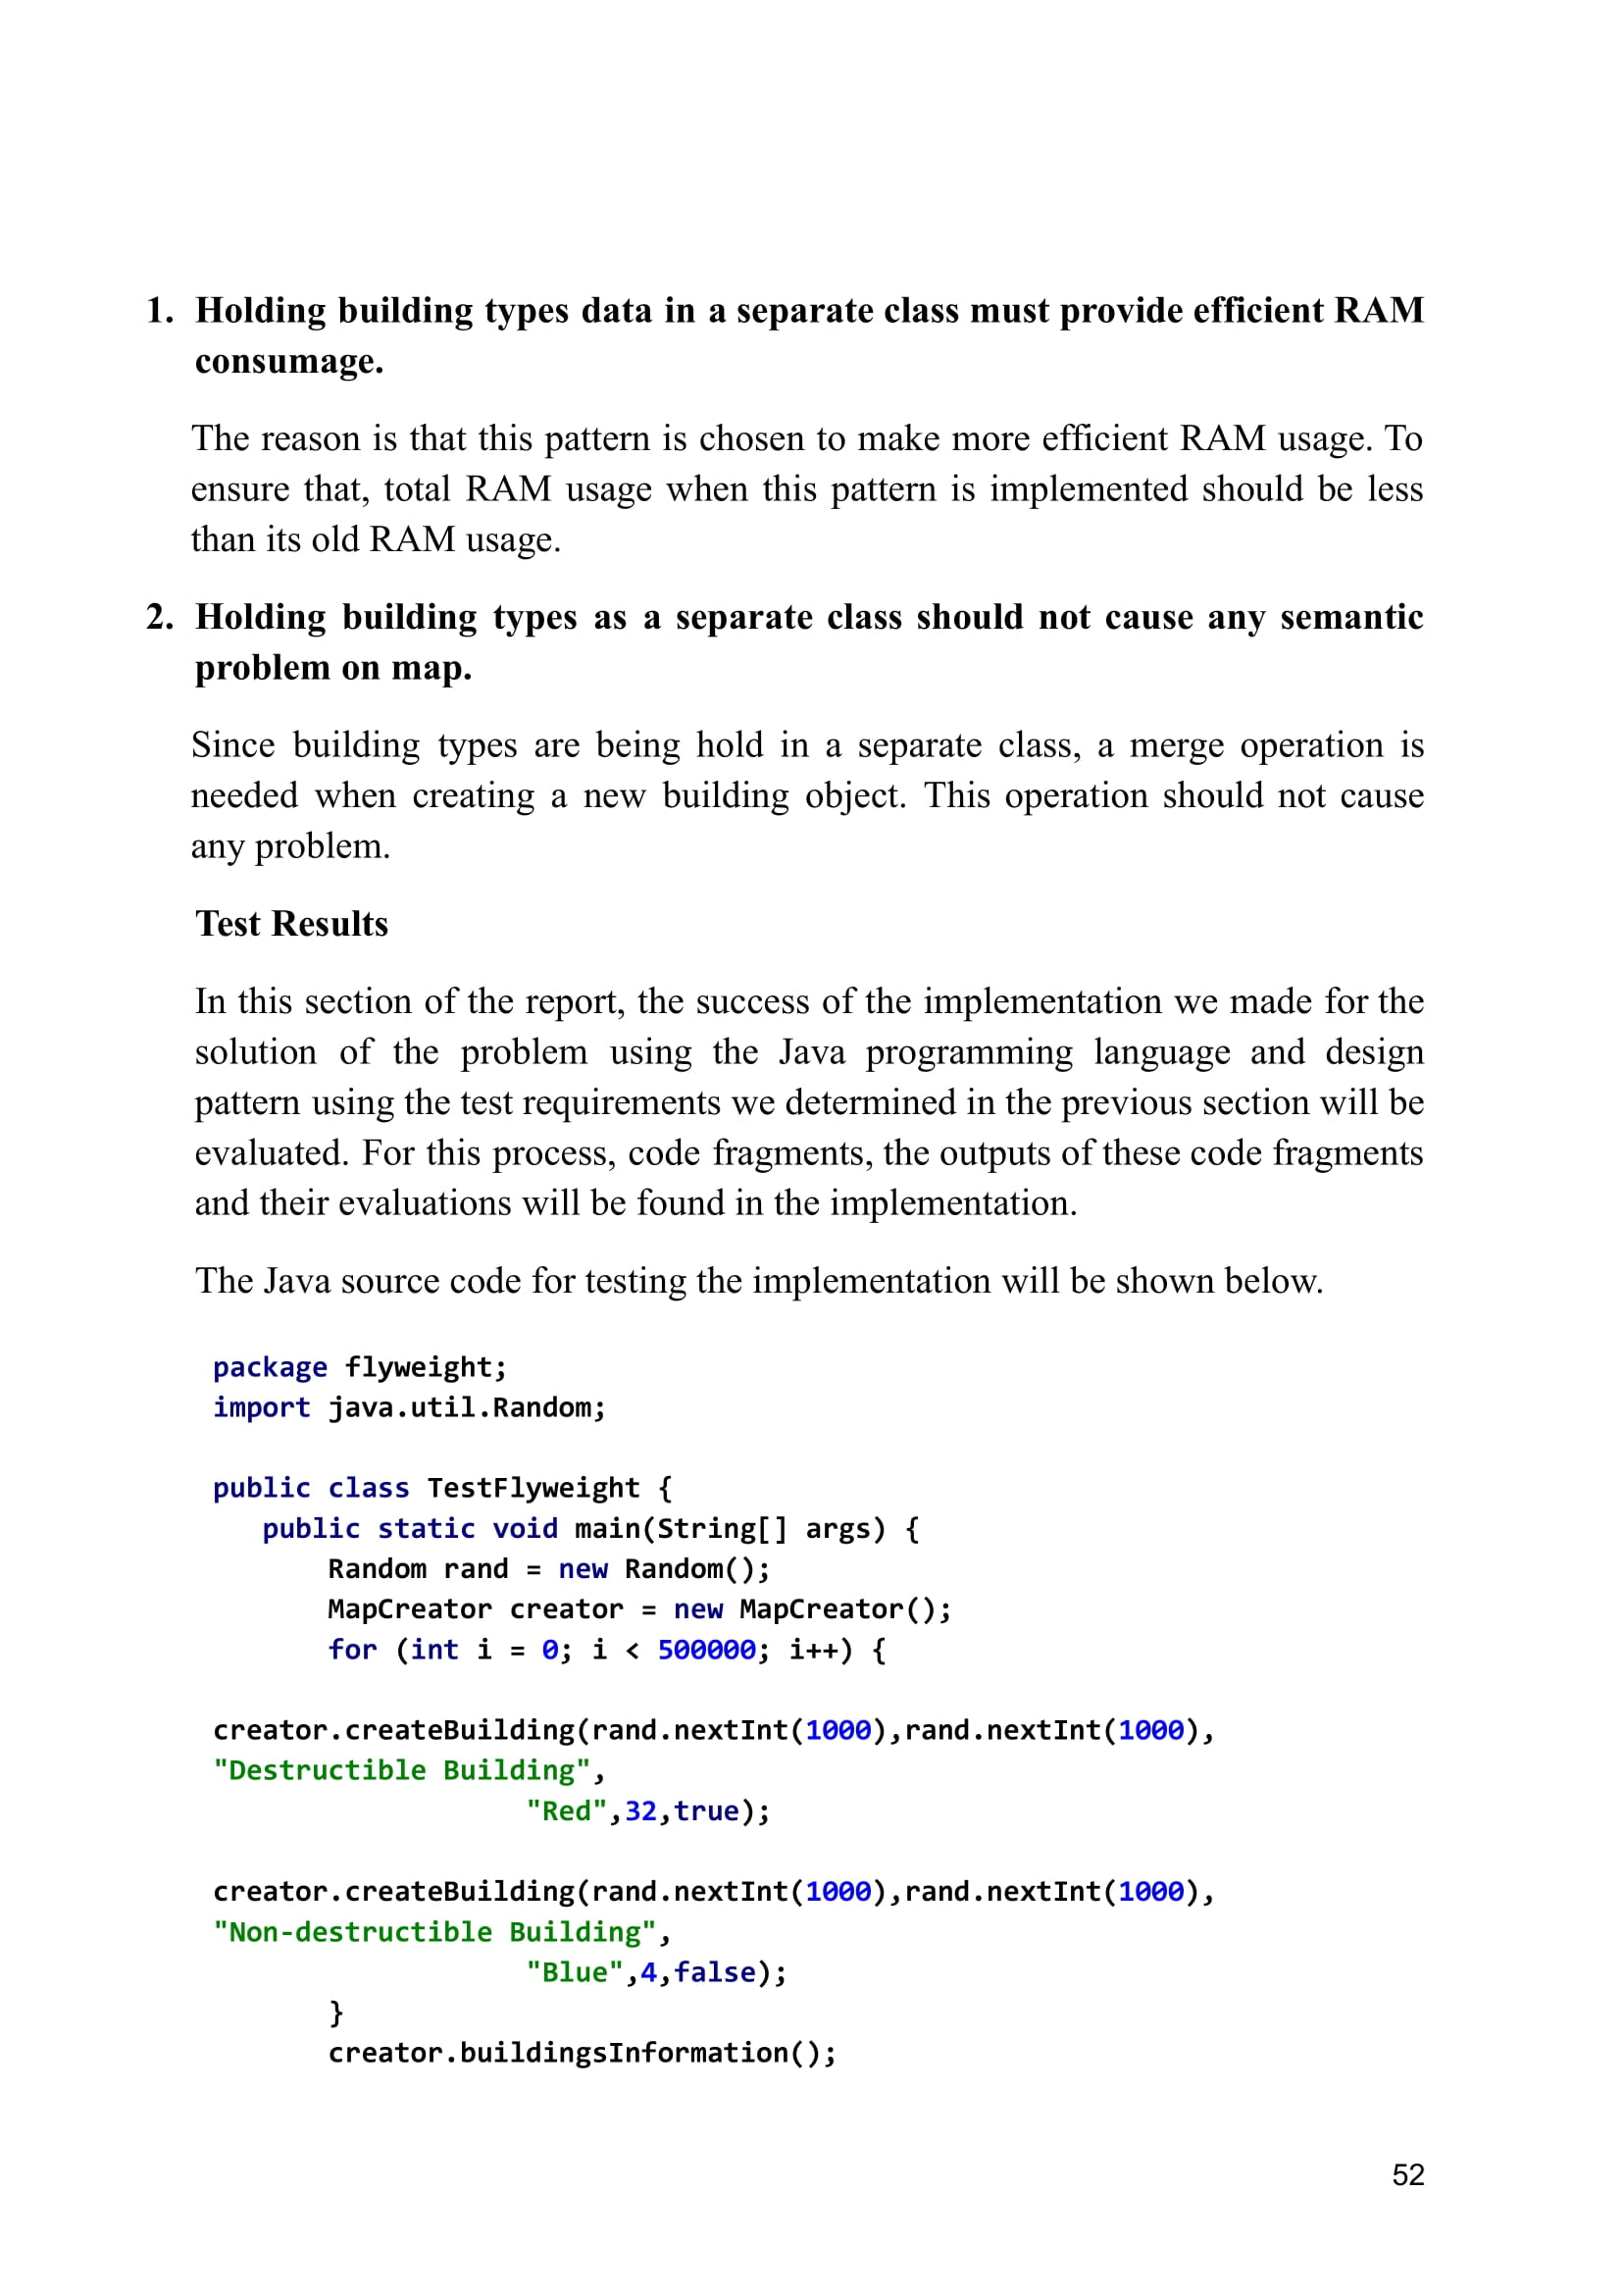 1. Holding building types data in a separate class must provide efficient RAM
consumage.
The reason is that this pattern is chosen to make more efficient RAM usage. To
ensure that, total RAM usage when this pattern is implemented should be less
than its old RAM usage.
2. Holding building types as a separate class should not cause any semantic
problem on map.
Since building types are being hold in a separate class, a merge operation is
needed when creating a new building object. This operation should not cause
any problem.
Test Results
In this section of the report, the success of the implementation we made for the
solution of the problem using the Java programming language and design
pattern using the test requirements we determined in the previous section will be
evaluated. For this process, code fragments, the outputs of these code fragments
and their evaluations will be found in the implementation.
The Java source code for testing the implementation will be shown below.
package flyweight;
import java.util.Random;
public class TestFlyweight {
public static void main(String[] args) {
Random rand = new Random();
MapCreator creator = new MapCreator();
for (int i = 0; i < 500000; i++) {
creator.createBuilding(rand.nextInt(1000),rand.nextInt(1000),
"Destructible Building",
"Red",32,true);
creator.createBuilding(rand.nextInt(1000),rand.nextInt(1000),
"Non-destructible Building",
"Blue",4,false);
}
creator.buildingsInformation();
52